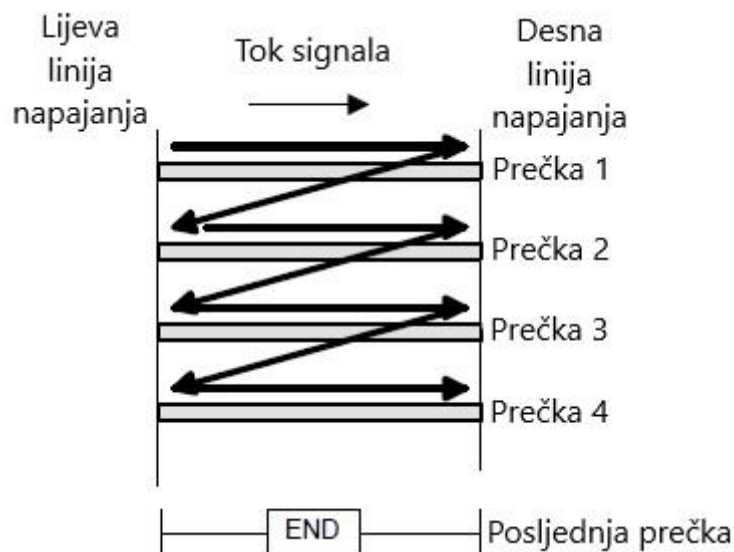 Lijeva
linija
napajanja
Tok signala
Desna
linija
napajanja
Prečka 1
Prečka 2
Prečka 3
Prečka 4
END
Posljednja prečka